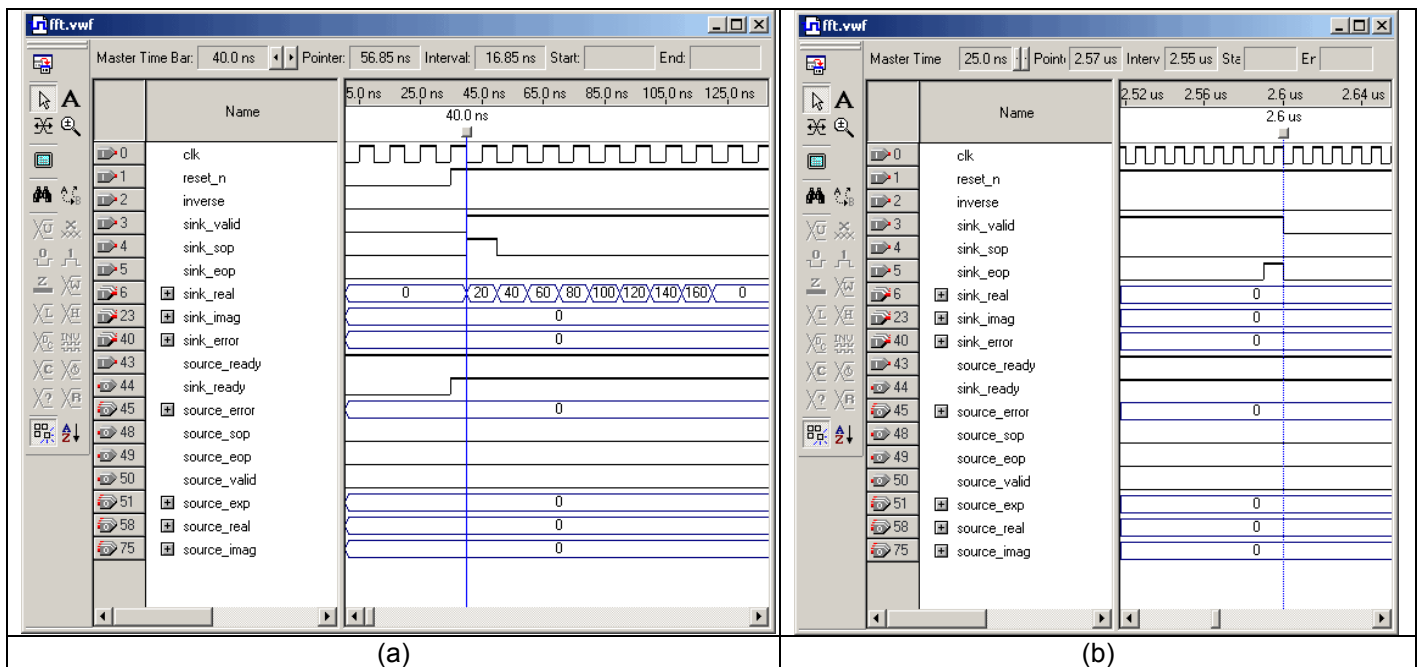 fft.vwf
Master Time Bar: 40.0 ns Pointer: 56.85 ns Interval: 16.85 ns Start: End:
Name
5.0 ns 25.0 ns 45.0 ns 65.0 ns 85.0 ns 105.0 ns 125.0 ns
40.0 ns
0 clk
1 reset_n
2 inverse
3 sink_valid
4 sink_sop
5 sink_eop
6 sink_real 0 20 40 60 80 100 120 140 160 0
23 sink_imag 0
40 sink_error 0
43 source_ready
44 sink_ready
45 source_error 0
48 source_sop
49 source_eop
50 source_valid
51 source_exp 0
58 source_real 0
75 source_imag 0
(a)
fft.vwf
Master Time 25.0 ns Point 2.57 us Interv 2.55 us Sta Er
Name
2.52 us 2.56 us 2.6 us 2.64 us
2.6 us
0 clk
1 reset_n
2 inverse
3 sink_valid
4 sink_sop
5 sink_eop
6 sink_real 0
23 sink_imag 0
40 sink_error 0
43 source_ready
44 sink_ready
45 source_error 0
48 source_sop
49 source_eop
50 source_valid
51 source_exp 0
58 source_real 0
75 source_imag 0
(b)